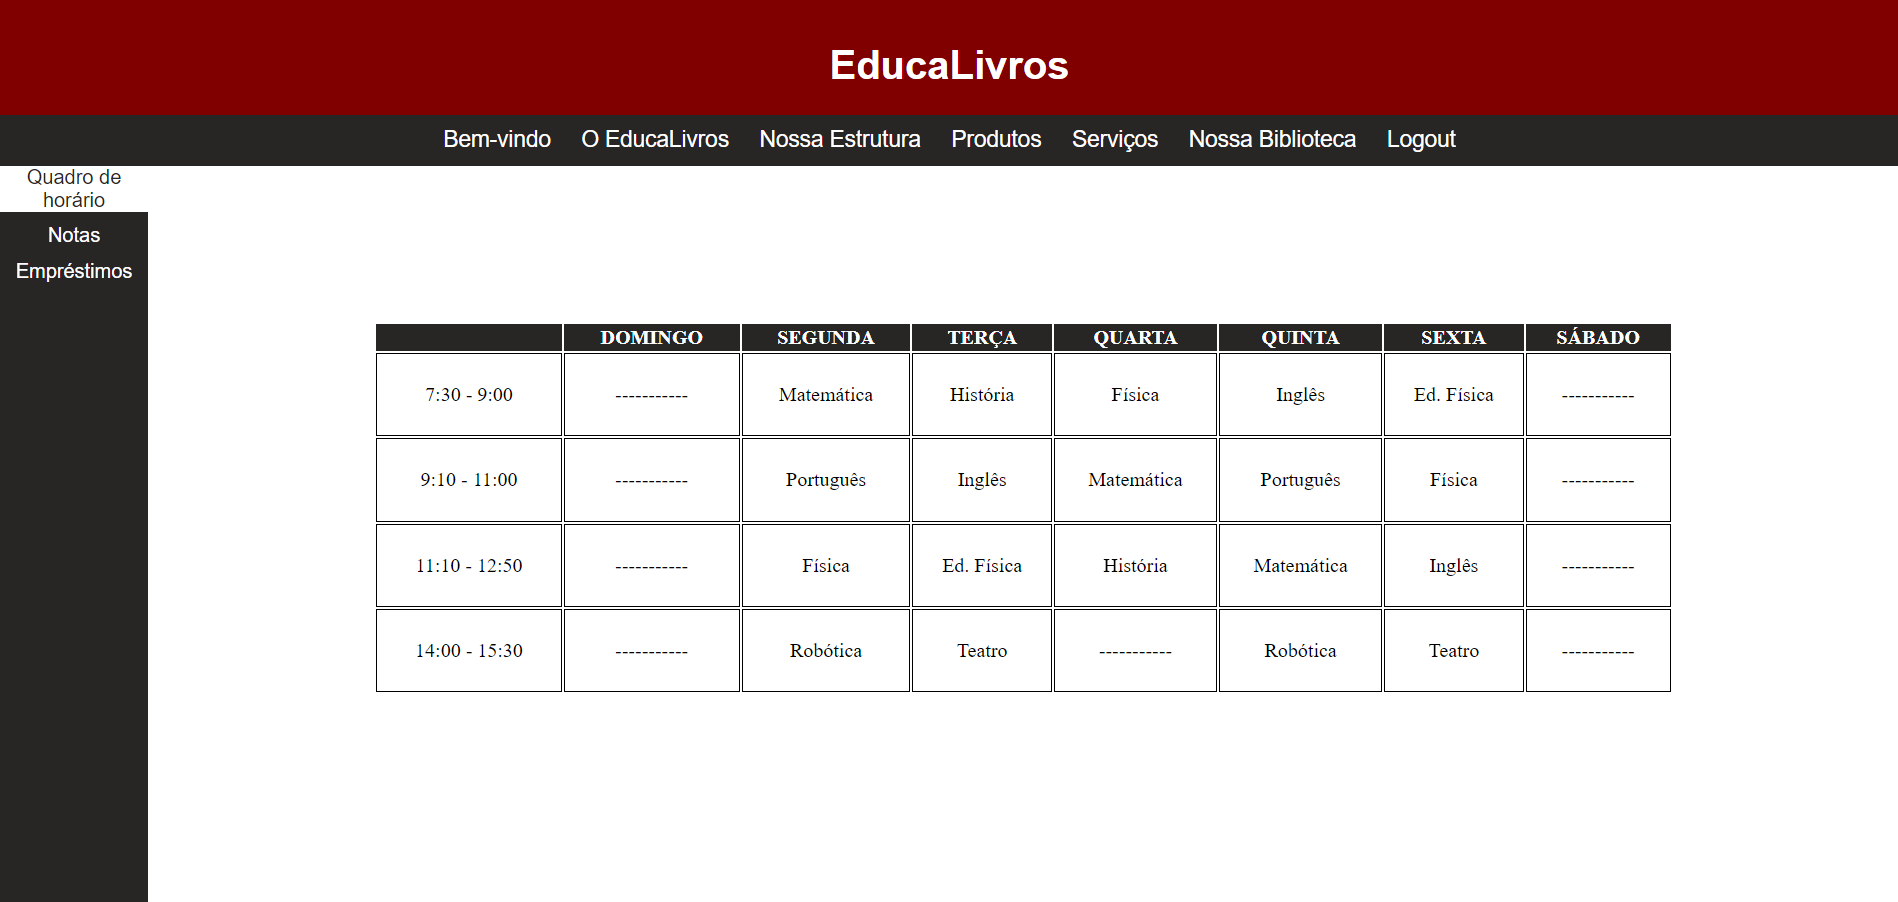 EducaLivros
Bem-vindo O EducaLivros Nossa Estrutura Produtos Serviços Nossa Biblioteca Logout
Quadro de
horário
Notas
Empréstimos
DOMINGO SEGUNDA TERÇA QUARTA QUINTA SEXTA SÁBADO
7:30 - 9:00 ----------- Matemática História Física Inglês Ed. Física -----------
9:10 - 11:00 ----------- Português Inglês Matemática Português Física -----------
11:10 - 12:50 ----------- Física Ed. Física História Matemática Inglês -----------
14:00 - 15:30 ----------- Robótica Teatro ----------- Robótica Teatro -----------